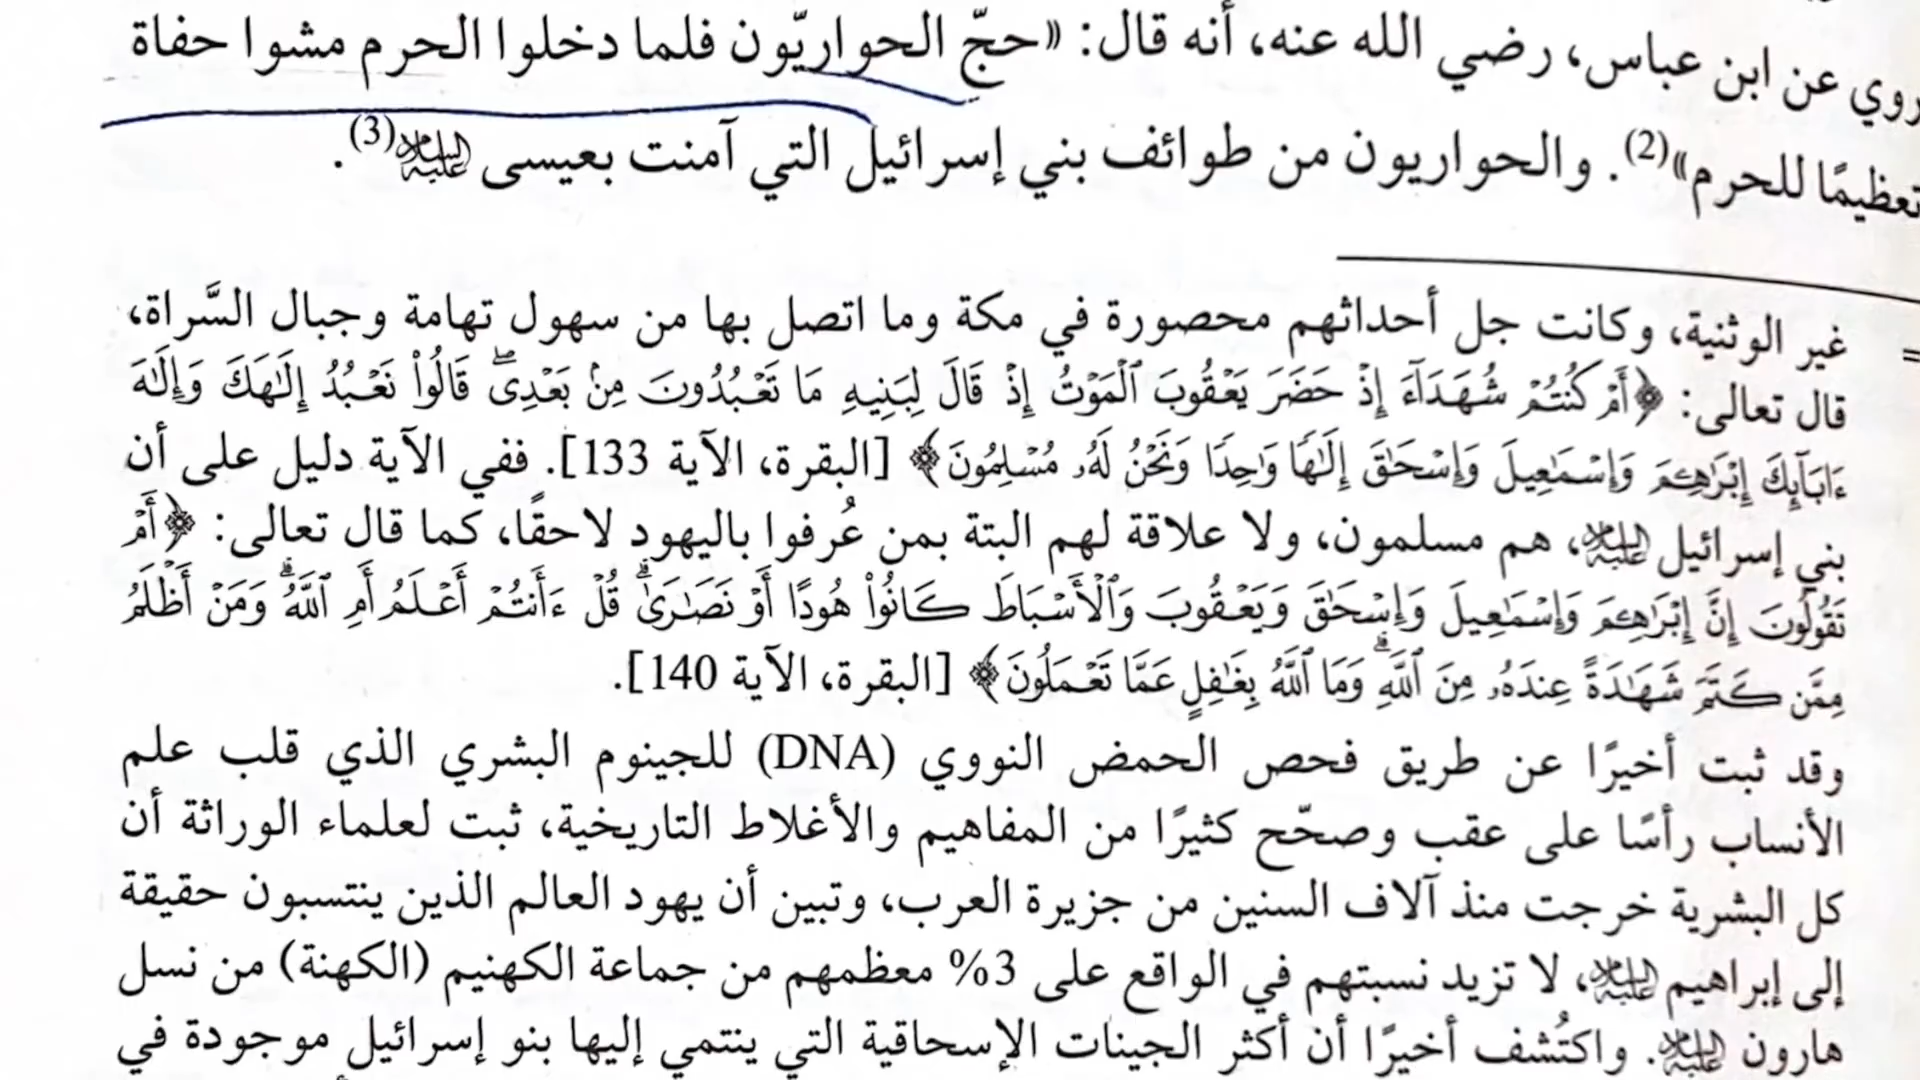 روي عن ابن عباس، رضي الله عنه، أنه قال: «حجّ الحواريّون فلما دخلوا الحرم مشوا حفاة
تعظيمًا للحرم»(2). والحواريون من طوائف بني إسرائيل التي آمنت بعيسى عليه السلام(3).
= غير الوثنية، وكانت جل أحداثهم محصورة في مكة وما اتصل بها من سهول تهامة وجبال السَّراة،
قال تعالى: ﴿أَمْ كُنتُمْ شُهَدَآءَ إِذْ حَضَرَ يَعْقُوبَ ٱلْمَوْتُ إِذْ قَالَ لِبَنِيهِ مَا تَعْبُدُونَ مِنۢ بَعْدِىۖ قَالُوا۟ نَعْبُدُ إِلَٰهَكَ وَإِلَٰهَ
ءَابَآئِكَ إِبْرَٰهِـۧمَ وَإِسْمَٰعِيلَ وَإِسْحَٰقَ إِلَٰهًا وَٰحِدًا وَنَحْنُ لَهُۥ مُسْلِمُونَ﴾ [البقرة، الآية 133]. ففي الآية دليل على أن
بني إسرائيل عليه السلام، هم مسلمون، ولا علاقة لهم البتة بمن عُرفوا باليهود لاحقًا، كما قال تعالى: ﴿أَمْ
تَقُولُونَ إِنَّ إِبْرَٰهِـۧمَ وَإِسْمَٰعِيلَ وَإِسْحَٰقَ وَيَعْقُوبَ وَٱلْأَسْبَاطَ كَانُوا۟ هُودًا أَوْ نَصَٰرَىٰۗ قُلْ ءَأَنتُمْ أَعْلَمُ أَمِ ٱللَّهُۗ وَمَنْ أَظْلَمُ
مِمَّن كَتَمَ شَهَٰدَةً عِندَهُۥ مِنَ ٱللَّهِۗ وَمَا ٱللَّهُ بِغَٰفِلٍ عَمَّا تَعْمَلُونَ﴾ [البقرة، الآية 140].
وقد ثبت أخيرًا عن طريق فحص الحمض النووي (DNA) للجينوم البشري الذي قلب علم
الأنساب رأسًا على عقب وصحّح كثيرًا من المفاهيم والأغلاط التاريخية، ثبت لعلماء الوراثة أن
كل البشرية خرجت منذ آلاف السنين من جزيرة العرب، وتبين أن يهود العالم الذين ينتسبون حقيقة
إلى إبراهيم عليه السلام، لا تزيد نسبتهم في الواقع على 3% معظمهم من جماعة الكهنيم (الكهنة) من نسل
هارون عليه السلام. واكتُشف أخيرًا أن أكثر الجينات الإسحاقية التي ينتمي إليها بنو إسرائيل موجودة في